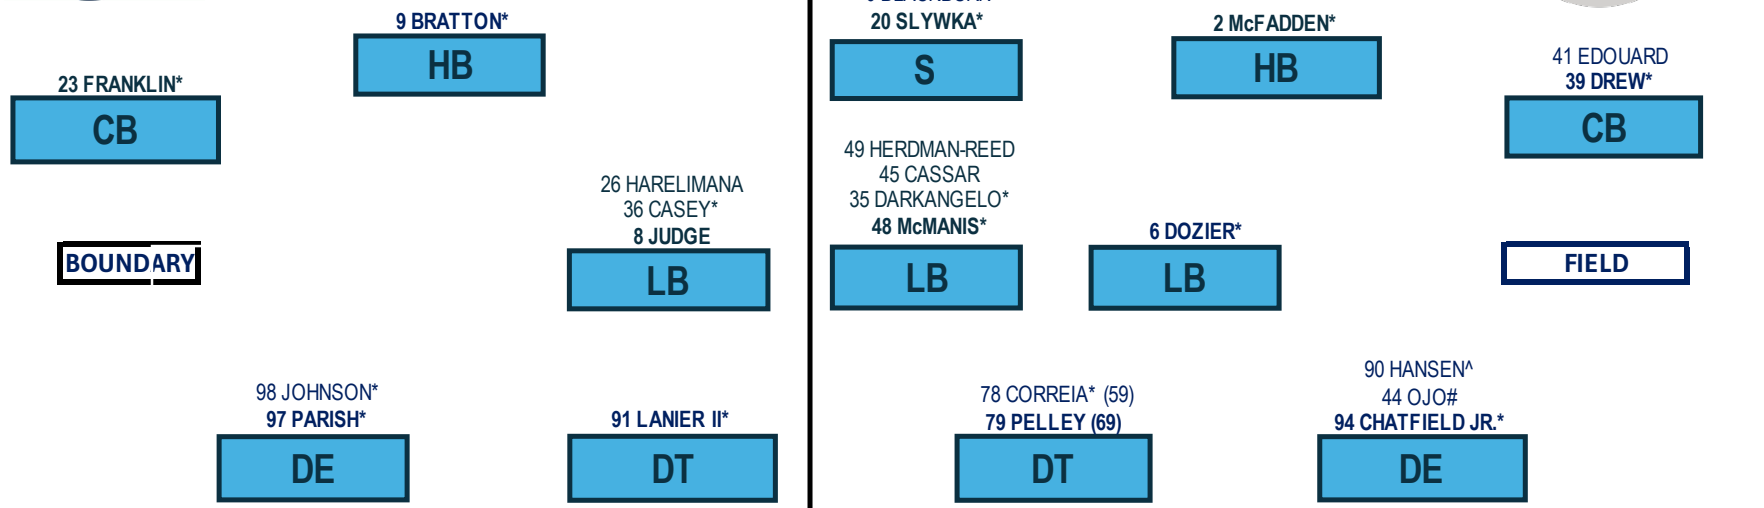 9 BRATTON*
HB
23 FRANKLIN*
CB
20 SLYWKA*
S
2 McFADDEN*
HB
41 EDOUARD
39 DREW*
CB
26 HARELIMANA
36 CASEY*
8 JUDGE
LB
49 HERDMAN-REED
45 CASSAR
35 DARKANGELO*
48 McMANIS*
LB
6 DOZIER*
LB
BOUNDARY
FIELD
98 JOHNSON*
97 PARISH*
DE
91 LANIER II*
DT
78 CORREIA* (59)
79 PELLEY (69)
DT
90 HANSEN^
44 OJO#
94 CHATFIELD JR.*
DE